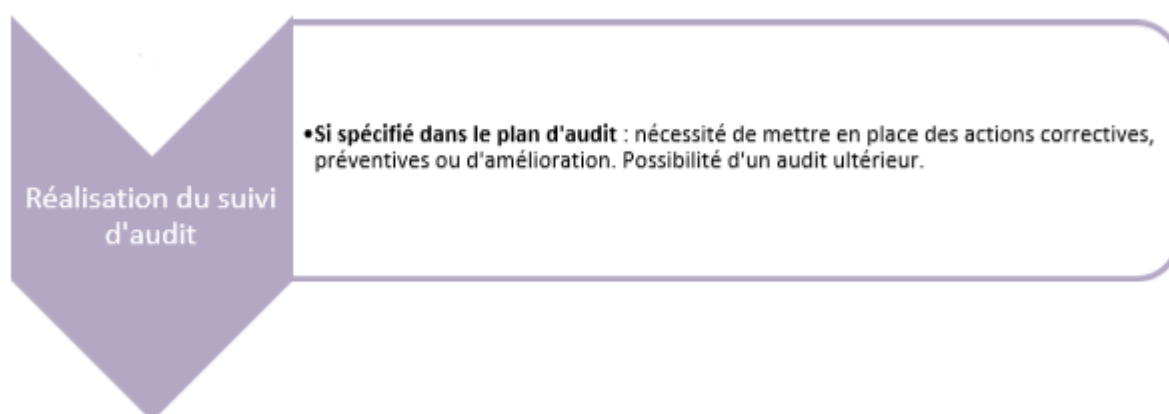 •Si spécifié dans le plan d'audit : nécessité de mettre en place des actions correctives,
préventives ou d'amélioration. Possibilité d'un audit ultérieur.
Réalisation du suivi
d'audit